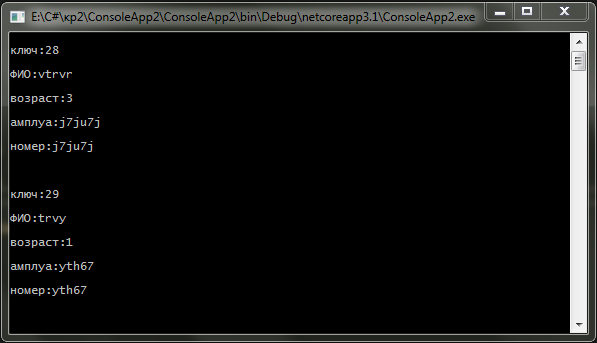 E:\C#\кр2\ConsoleApp2\ConsoleApp2\bin\Debug\netcoreapp3.1\ConsoleApp2.exe
ключ:28
ФИО:vtrvr
возраст:3
амплуа:j7ju7j
номер:j7ju7j
ключ:29
ФИО:trvy
возраст:1
амплуа:yth67
номер:yth67